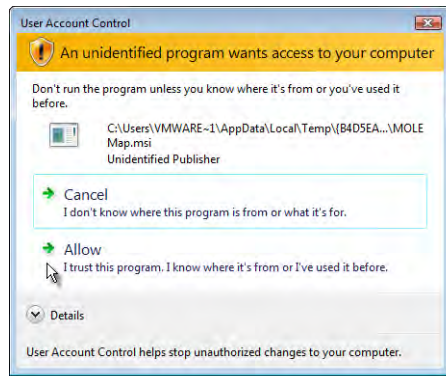 User Account Control
An unidentified program wants access to your computer
Don't run the program unless you know where it's from or you've used it
before.
C:\Users\VMWARE~1\AppData\Local\Temp\{B4D5EA...\MOLE
Map.msi
Unidentified Publisher
Cancel
I don't know where this program is from or what it's for.
Allow
I trust this program. I know where it's from or I've used it before.
Details
User Account Control helps stop unauthorized changes to your computer.